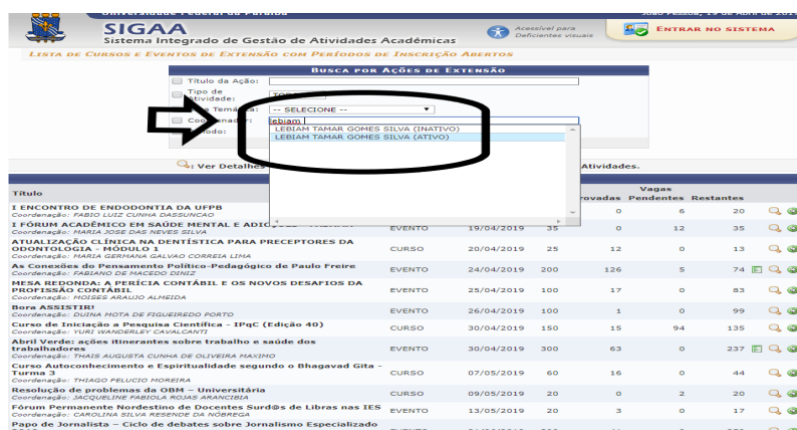 Universidade Federal da Paraíba
SIGAA
Sistema Integrado de Gestão de Atividades Acadêmicas
Acessível para
Deficientes visuais
ENTRAR NO SISTEMA
LISTA DE CURSOS E EVENTOS DE EXTENSÃO COM PERÍODOS DE INSCRIÇÃO ABERTOS
BUSCA POR AÇÕES DE EXTENSÃO
Título da Ação:
Tipo de
Atividade:
-- SELECIONE --
lebiam
LEBIAM TAMAR GOMES SILVA (INATIVO)
LEBIAM TAMAR GOMES SILVA (ATIVO)
: Ver Detalhes
Atividades.
Título
Vagas
Pendentes Restantes
I ENCONTRO DE ENDODONTIA DA UFPB
Coordenação: FABIO LUIZ CUNHA DASSUNCAO
0 6 20
I FÓRUM ACADÊMICO EM SAÚDE MENTAL E
Coordenação: MARIA JOSE DAS NEVES SILVA
EVENTO 19/04/2019 35 0 12 35
ATUALIZAÇÃO CLÍNICA NA DENTÍSTICA PARA PRECEPTORES DA
ODONTOLOGIA - MÓDULO 1
Coordenação: MARIA GERMANA GALVAO CORREIA LIMA
CURSO 20/04/2019 25 12 0 13
As Conexões do Pensamento Político-Pedagógico de Paulo Freire
Coordenação: FABIANO DE MACEDO DINIZ
EVENTO 24/04/2019 200 126 5 74
MESA REDONDA: A PERÍCIA CONTÁBIL E OS NOVOS DESAFIOS DA
PROFISSÃO CONTÁBIL
Coordenação: MOISES ARAUJO ALMEIDA
EVENTO 25/04/2019 100 17 0 83
Bora ASSISTIR!
Coordenação: DUINA MOTA DE FIGUEIREDO PORTO
EVENTO 26/04/2019 100 1 0 99
Curso de Iniciação a Pesquisa Científica - IPqC (Edição 40)
Coordenação: YURI WANDERLEY CAVALCANTI
CURSO 30/04/2019 150 15 94 135
Abril Verde: ações itinerantes sobre trabalho e saúde dos
trabalhadores
Coordenação: THAIS AUGUSTA CUNHA DE OLIVEIRA MAXIMO
EVENTO 30/04/2019 300 63 0 237
Curso Autoconhecimento e Espiritualidade segundo o Bhagavad Gita -
Turma 3
Coordenação: THIAGO PELUCIO MOREIRA
CURSO 07/05/2019 60 16 0 44
Resolução de problemas da OBM – Universitária
Coordenação: JACQUELINE FABIOLA ROJAS ARANCIBIA
CURSO 09/05/2019 20 0 2 20
Fórum Permanente Nordestino de Docentes Surd@s de Libras nas IES
Coordenação: CAROLINA SILVA RESENDE DA NÓBREGA
EVENTO 13/05/2019 20 3 0 17
Papo de Jornalista – Ciclo de debates sobre Jornalismo Especializado